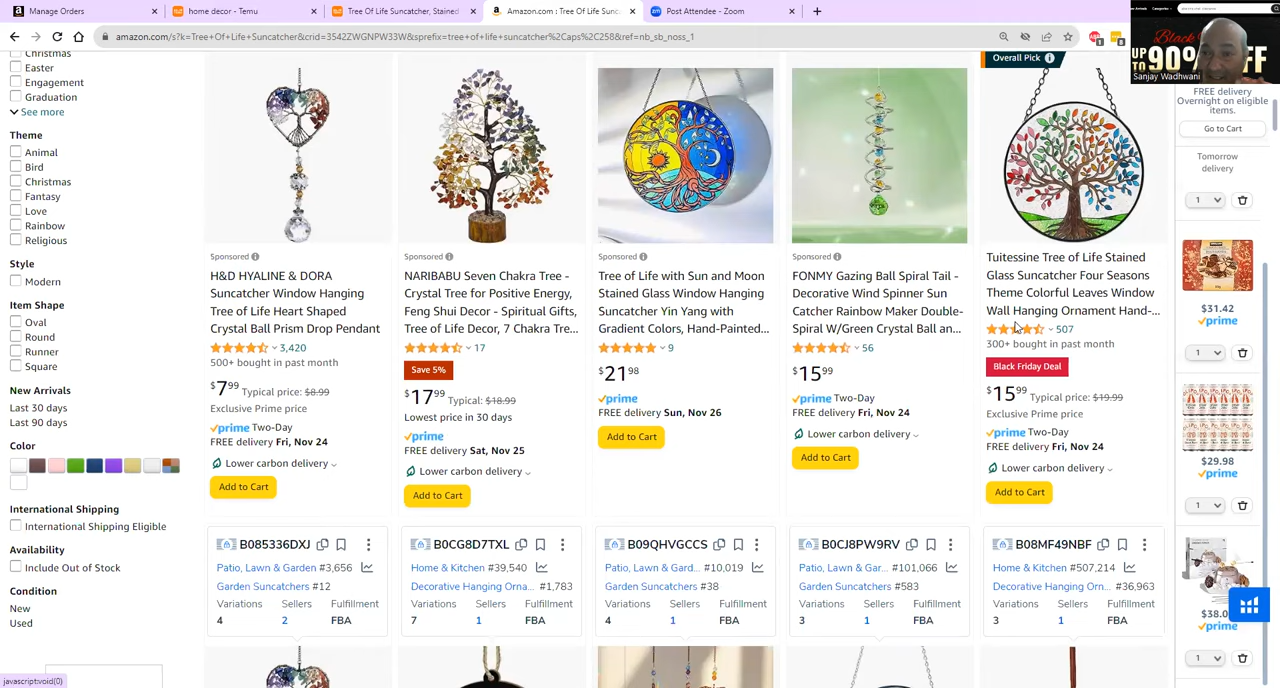 Manage Orders
home decor - Temu
Tree Of Life Suncatcher, Stained
Amazon.com : Tree Of Life Sunc
Post Attendee - Zoom
amazon.com/s?k=Tree+Of+Life+Suncatcher&crid=3542ZWGNPW33W&sprefix=tree+of+life+suncatcher%2Caps%2C258&ref=nb_sb_noss_1
UP TO 90% OFF
Sanjay Wadhwani
Christmas
Easter
Engagement
Graduation
See more
Theme
Animal
Bird
Christmas
Fantasy
Love
Rainbow
Religious
Style
Modern
Item Shape
Oval
Round
Runner
Square
New Arrivals
Last 30 days
Last 90 days
Color
International Shipping
International Shipping Eligible
Availability
Include Out of Stock
Condition
New
Used
javascript:void(0)
Sponsored
H&D HYALINE & DORA
Suncatcher Window Hanging
Tree of Life Heart Shaped
Crystal Ball Prism Drop Pendant
3,420
500+ bought in past month
$7 99 Typical price: $8.99
Exclusive Prime price
prime Two-Day
FREE delivery Fri, Nov 24
Lower carbon delivery
Add to Cart
B085336DXJ
Patio, Lawn & Garden #3,656
Garden Suncatchers #12
Variations Sellers Fulfillment
4 2 FBA
Sponsored
NARIBABU Seven Chakra Tree -
Crystal Tree for Positive Energy,
Feng Shui Decor - Spiritual Gifts,
Tree of Life Decor, 7 Chakra Tre...
17
Save 5%
$17 99 Typical: $18.99
Lowest price in 30 days
prime
FREE delivery Sat, Nov 25
Lower carbon delivery
Add to Cart
B0CG8D7TXL
Home & Kitchen #39,540
Decorative Hanging Orna... #1,783
Variations Sellers Fulfillment
7 1 FBA
Sponsored
Tree of Life with Sun and Moon
Stained Glass Window Hanging
Suncatcher Yin Yang with
Gradient Colors, Hand-Painted...
9
$21 98
prime
FREE delivery Sun, Nov 26
Add to Cart
B09QHVGCCS
Patio, Lawn & Gard... #10,019
Garden Suncatchers #38
Variations Sellers Fulfillment
4 1 FBA
Sponsored
FONMY Gazing Ball Spiral Tail -
Decorative Wind Spinner Sun
Catcher Rainbow Maker Double-
Spiral W/Green Crystal Ball an...
56
$15 99
prime Two-Day
FREE delivery Fri, Nov 24
Lower carbon delivery
Add to Cart
B0CJ8PW9RV
Patio, Lawn & Gar... #101,066
Garden Suncatchers #583
Variations Sellers Fulfillment
3 1 FBA
Overall Pick
Tuitessine Tree of Life Stained
Glass Suncatcher Four Seasons
Theme Colorful Leaves Window
Wall Hanging Ornament Hand-...
507
300+ bought in past month
Black Friday Deal
$15 99 Typical price: $19.99
Exclusive Prime price
prime Two-Day
FREE delivery Fri, Nov 24
Lower carbon delivery
Add to Cart
B08MF49NBF
Home & Kitchen #507,214
Decorative Hanging Orn... #36,963
Variations Sellers Fulfillment
3 1 FBA
FREE delivery
Overnight on eligible
items.
Go to Cart
Tomorrow
delivery
1
$31.42
prime
1
$29.98
prime
1
$38.0
prime
1